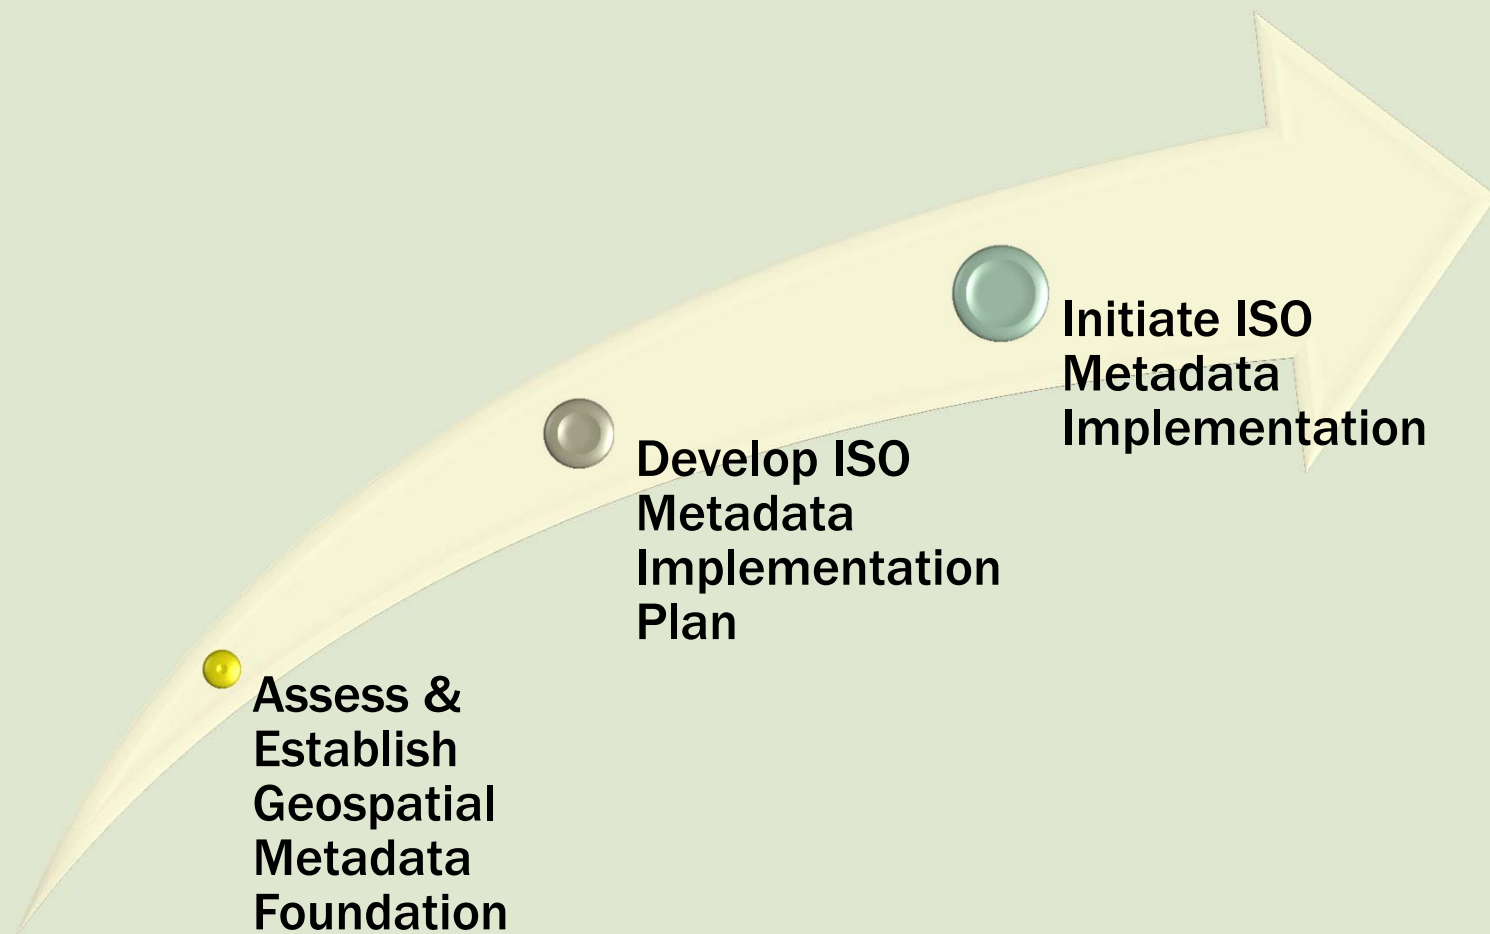 Initiate ISO
Metadata
Implementation
Develop ISO
Metadata
Implementation
Plan
Assess &
Establish
Geospatial
Metadata
Foundation